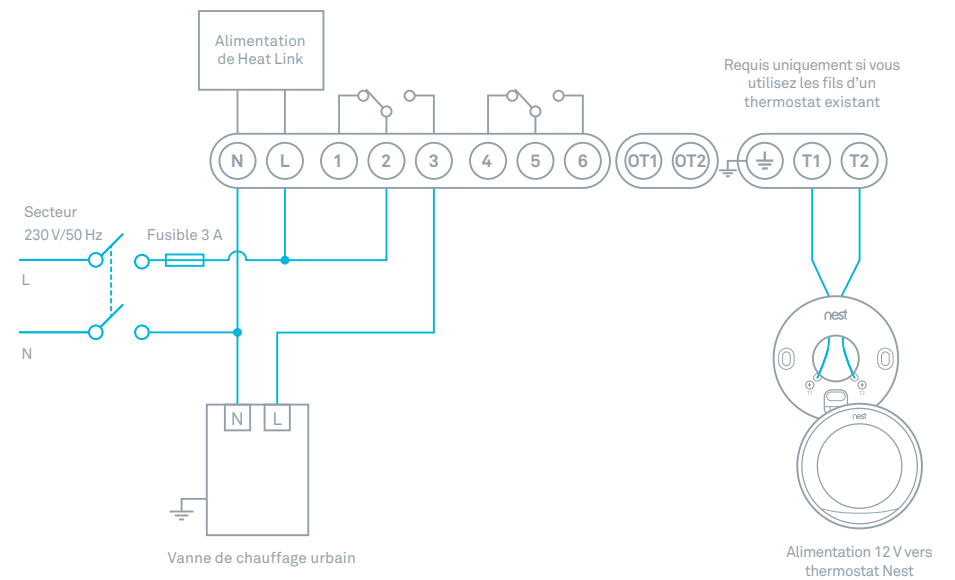 Alimentation
de Heat Link
Requis uniquement si vous
utilisez les fils d'un
thermostat existant
N L 1 2 3 4 5 6 OT1 OT2 T1 T2
Secteur
230 V/50 Hz Fusible 3 A
L
N
nest
T1 T2
nest
N L
Vanne de chauffage urbain
Alimentation 12 V vers
thermostat Nest